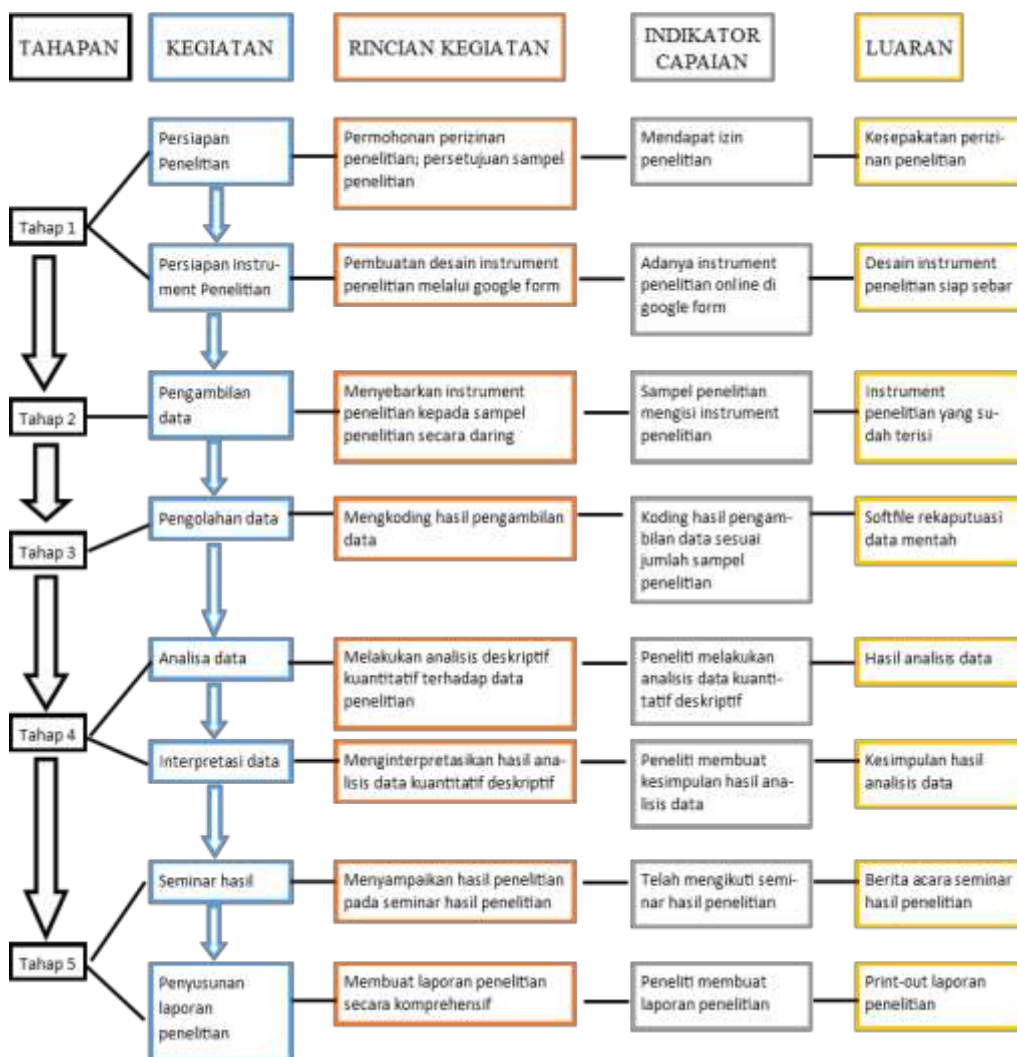 TAHAPAN
KEGIATAN
RINCIAN KEGIATAN
INDIKATOR
CAPAIAN
LUARAN
Tahap 1
Persiapan
Penelitian
Permohonan perizinan
penelitian; persetujuan sampel
penelitian
Mendapat izin
penelitian
Kesepakatan perizi-
nan penelitian
Persiapan instru-
ment Penelitian
Pembuatan desain instrument
penelitian melalui google form
Adanya instrument
penelitian online di
google form
Desain instrument
penelitian siap sebar
Tahap 2
Pengambilan
data
Menyebarkan instrument
penelitian kepada sampel
penelitian secara daring
Sampel penelitian
mengisi instrument
penelitian
Instrument
penelitian yang su-
dah terisi
Tahap 3
Pengolahan data
Mengkoding hasil pengambilan
data
Koding hasil pengam-
bilan data sesuai
jumlah sampel
penelitian
Softfile rekaputuasi
data mentah
Tahap 4
Analisa data
Melakukan analisis deskriptif
kuantitatif terhadap data
penelitian
Peneliti melakukan
analisis data kuanti-
tatif deskriptif
Hasil analisis data
Interpretasi data
Menginterpretasikan hasil ana-
lisis data kuantitatif deskriptif
Peneliti membuat
kesimpulan hasil ana-
lisis data
Kesimpulan hasil
analisis data
Tahap 5
Seminar hasil
Menyampaikan hasil penelitian
pada seminar hasil penelitian
Telah mengikuti semi-
nar hasil penelitian
Berita acara seminar
hasil penelitian
Penyusunan
laporan
penelitian
Membuat laporan penelitian
secara komprehensif
Peneliti membuat
laporan penelitian
Print-out laporan
penelitian